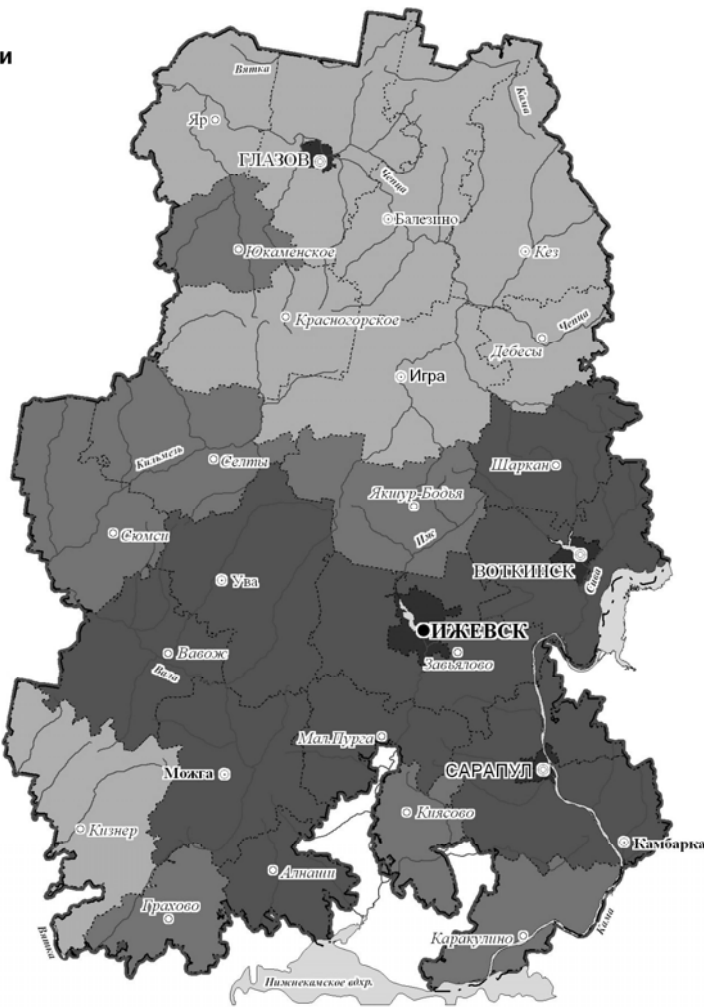 и
Вятка
Кама
Яр
ГЛАЗОВ
Чепца
Балезино
Юкаменское
Кез
Красногорское
Чепца
Дебесы
Игра
Кильмезь
Селты
Шаркан
Якшур-Бодья
Сюмси
Иж
ВОТКИНСК
Ува
Сива
ИЖЕВСК
Вавож
Завьялово
Вала
Мал.Пурга
Можга
САРАПУЛ
Киясово
Кизнер
Камбарка
Алнаши
Грахово
Кама
Каракулино
Вятка
Нижнекамское вдхр.